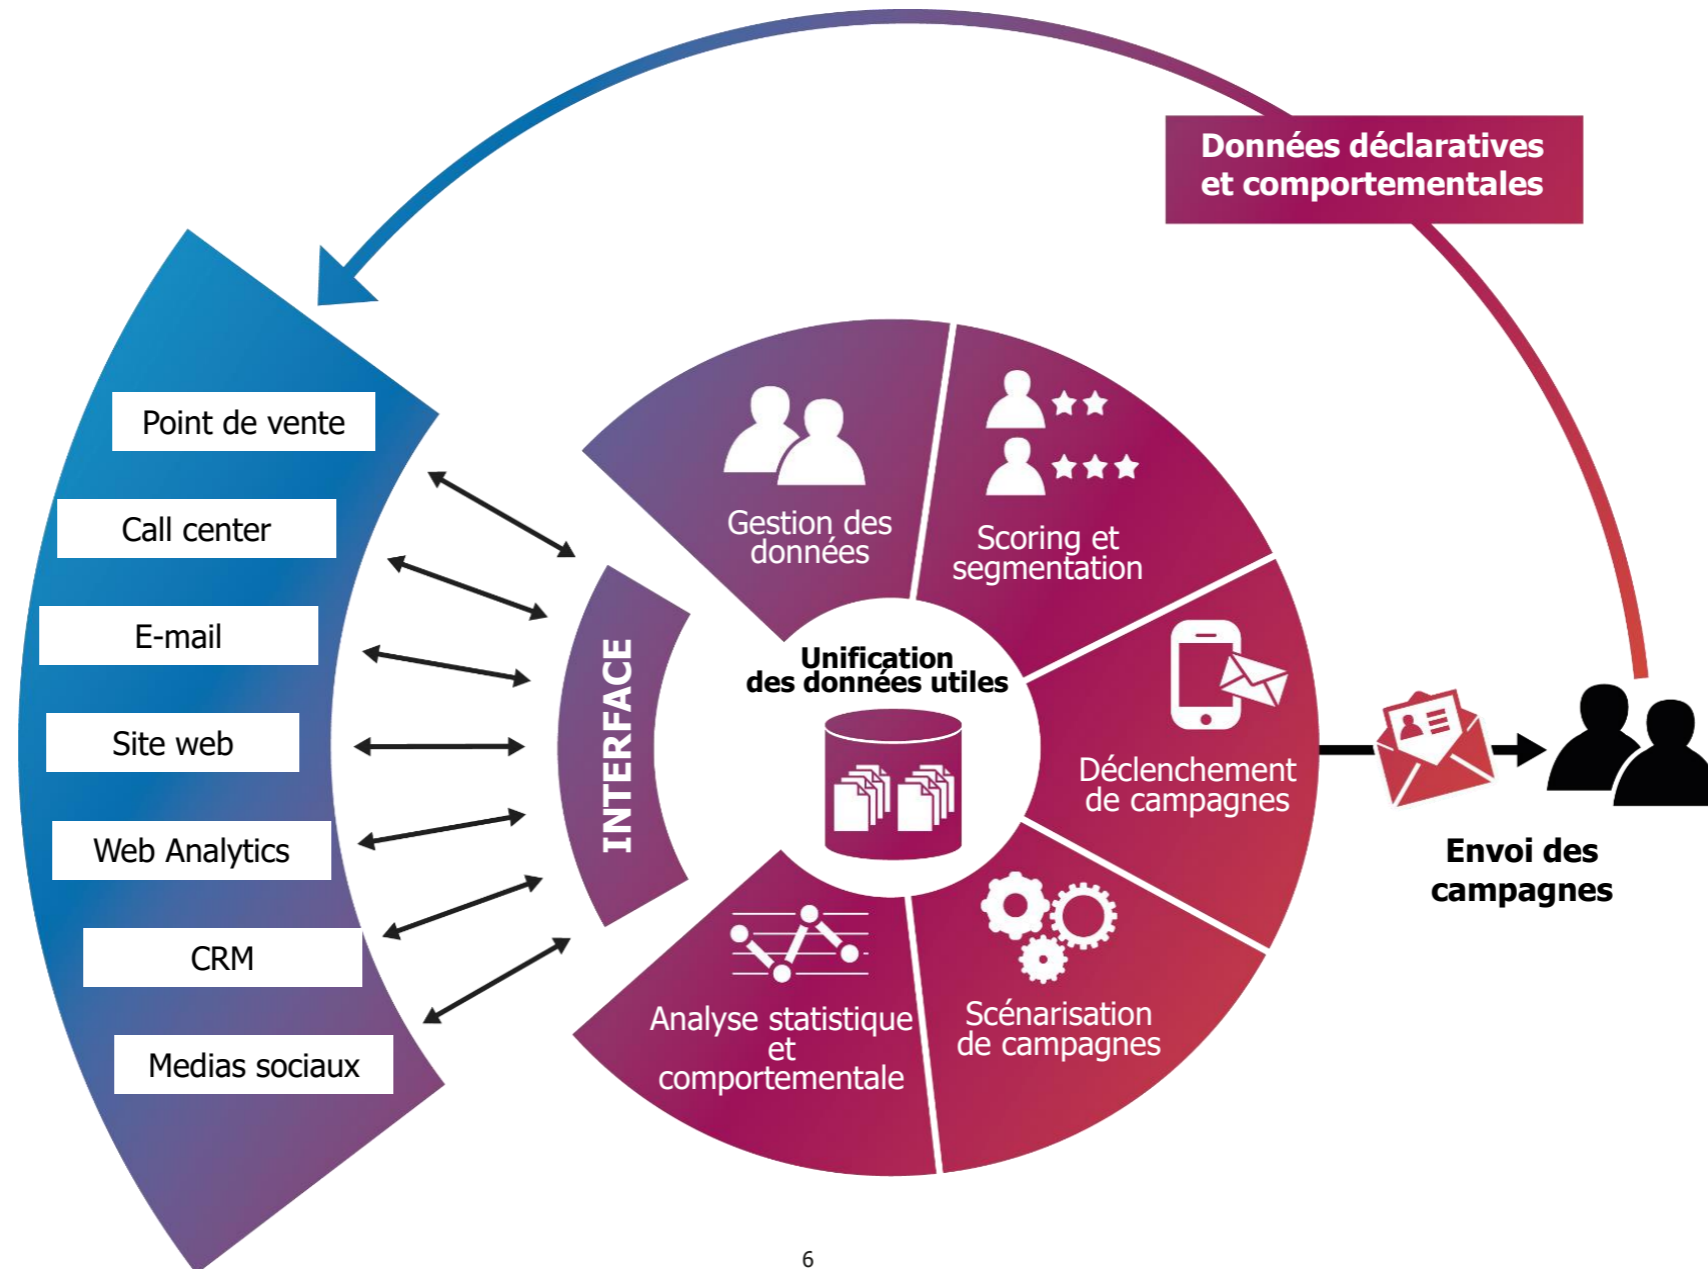 Données déclaratives
et comportementales
Point de vente
Call center
E-mail
Site web
Web Analytics
CRM
Medias sociaux
INTERFACE
Gestion des
données
Scoring et
segmentation
Unification
des données utiles
Déclenchement
de campagnes
Scénarisation
de campagnes
Analyse statistique
et
comportementale
Envoi des
campagnes
6